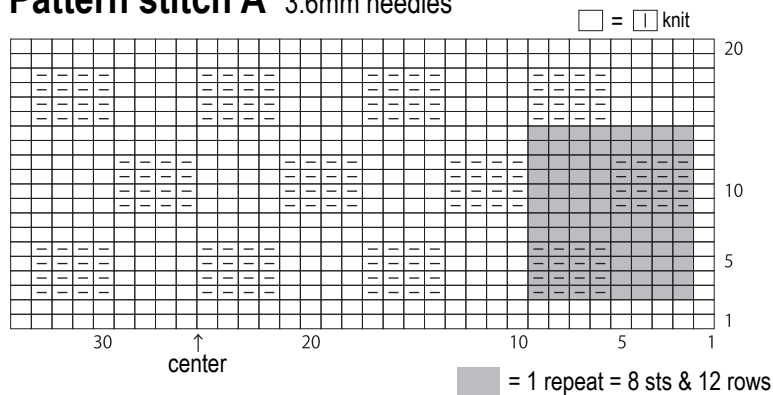 Pattern stitch A 3.6mm needles
= | knit
20
10
5
1
30 20 10 5 1
↑
center
= 1 repeat = 8 sts & 12 rows